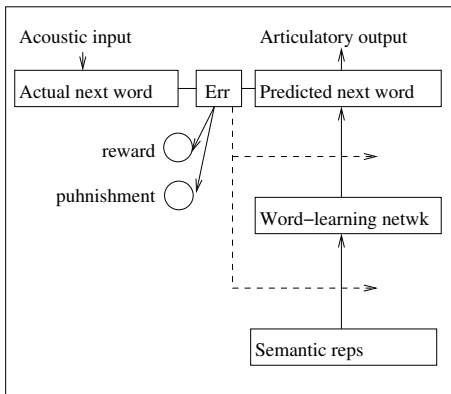 Acoustic input
Articulatory output
Actual next word
Err
Predicted next word
reward
puhnishment
Word−learning netwk
Semantic reps